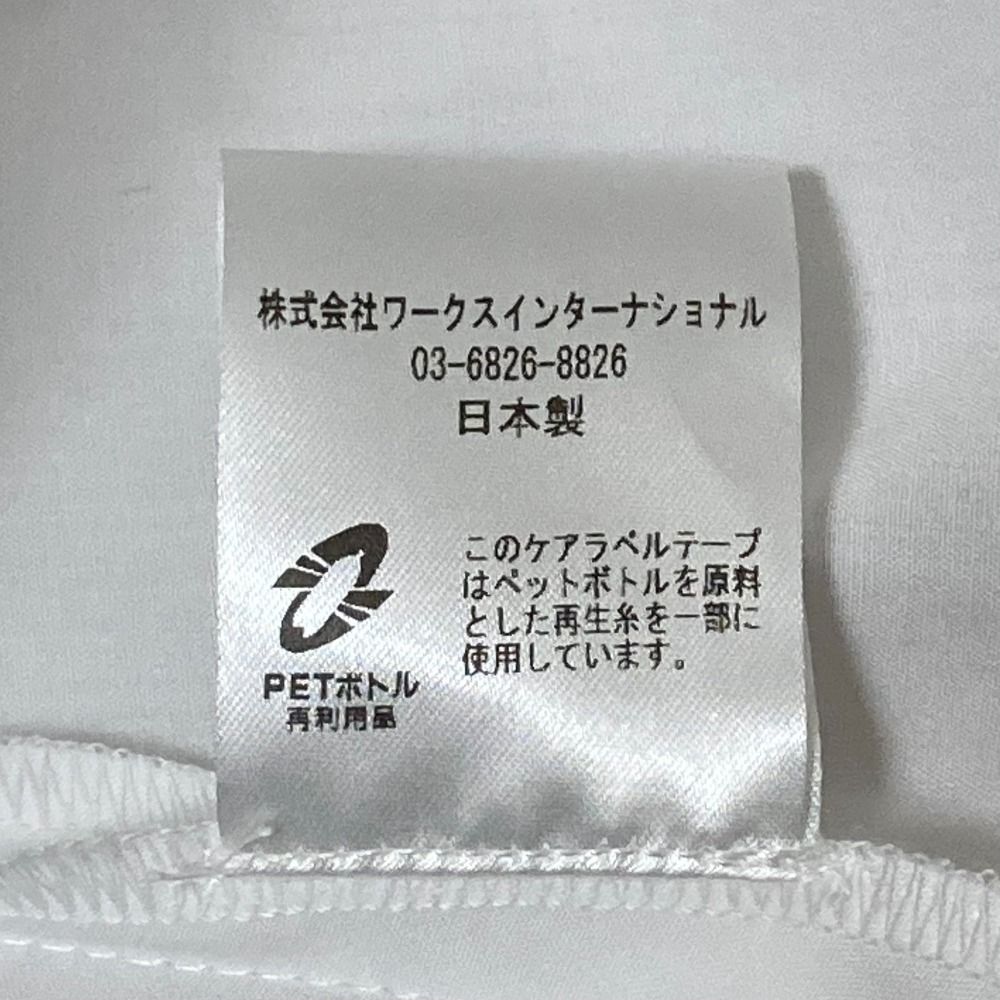 株式会社ワークスインターナショナル
03-6826-8826
日本製
このケアラベルテープ
はペットボトルを原料
とした再生糸を一部に
使用しています。
PETボトル
再利用品